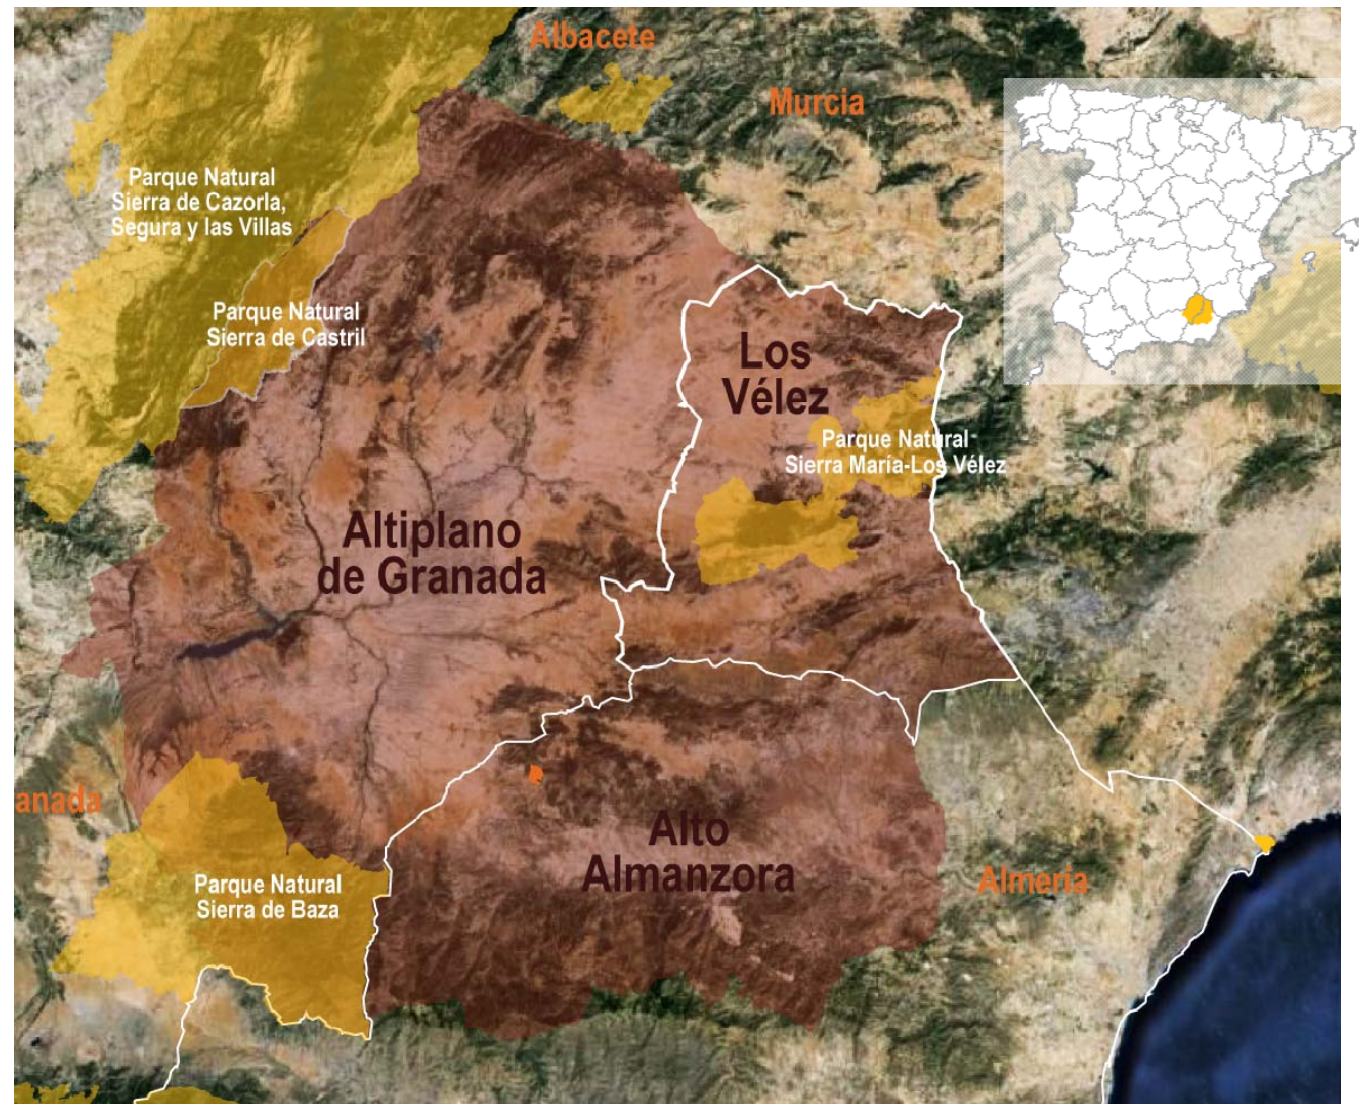 Albacete
Murcia
Parque Natural
Sierra de Cazorla,
Segura y las Villas
Parque Natural
Sierra de Castril
Los
Vélez
Parque Natural
Sierra María-Los Vélez
Altiplano
de Granada
anada
Alto
Almanzora
Almería
Parque Natural
Sierra de Baza